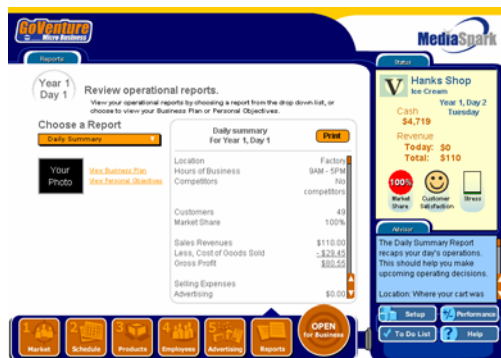 GoVenture
Micro Business
MediaSpark
Reports
Status
Year 1
Day 1
Review operational reports.
View your operational reports by choosing a report from the drop down list, or
choose to view your Business Plan or Personal Objectives.
Choose a Report
Daily Summary
Your
Photo
View Business Plan
View Personal Objectives
Daily summary
For Year 1, Day 1
Print
Location Factory
Hours of Business 9AM - 5PM
Competitors No
competitors
Customers 49
Market Share 100%
Sales Revenues $110.00
Less, Cost of Goods Sold - $29.45
Gross Profit $80.55
Selling Expenses
Advertising $0.00
V
Hanks Shop
Ice Cream
Year 1, Day 2
Cash Tuesday
$4,719
Revenue
Today: $0
Total: $110
100%
Market
Share
Customer
Satisfaction
Stress
Advisor
The Daily Summary Report
recaps your day's operations.
This should help you make
upcoming operating decisions.
Location: Where your cart was
1 Market
2 Schedule
3 Products
4 Employees
5 Advertising
Reports
OPEN
for Business
Setup
Performance
To Do List
Help